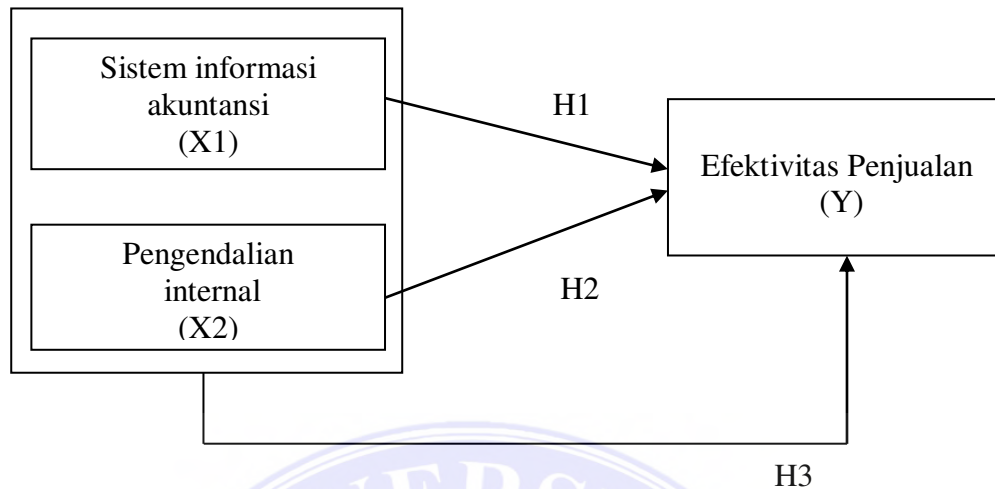 Sistem informasi
akuntansi
(X1)
H1
Efektivitas Penjualan
(Y)
Pengendalian
internal
(X2)
H2
H3